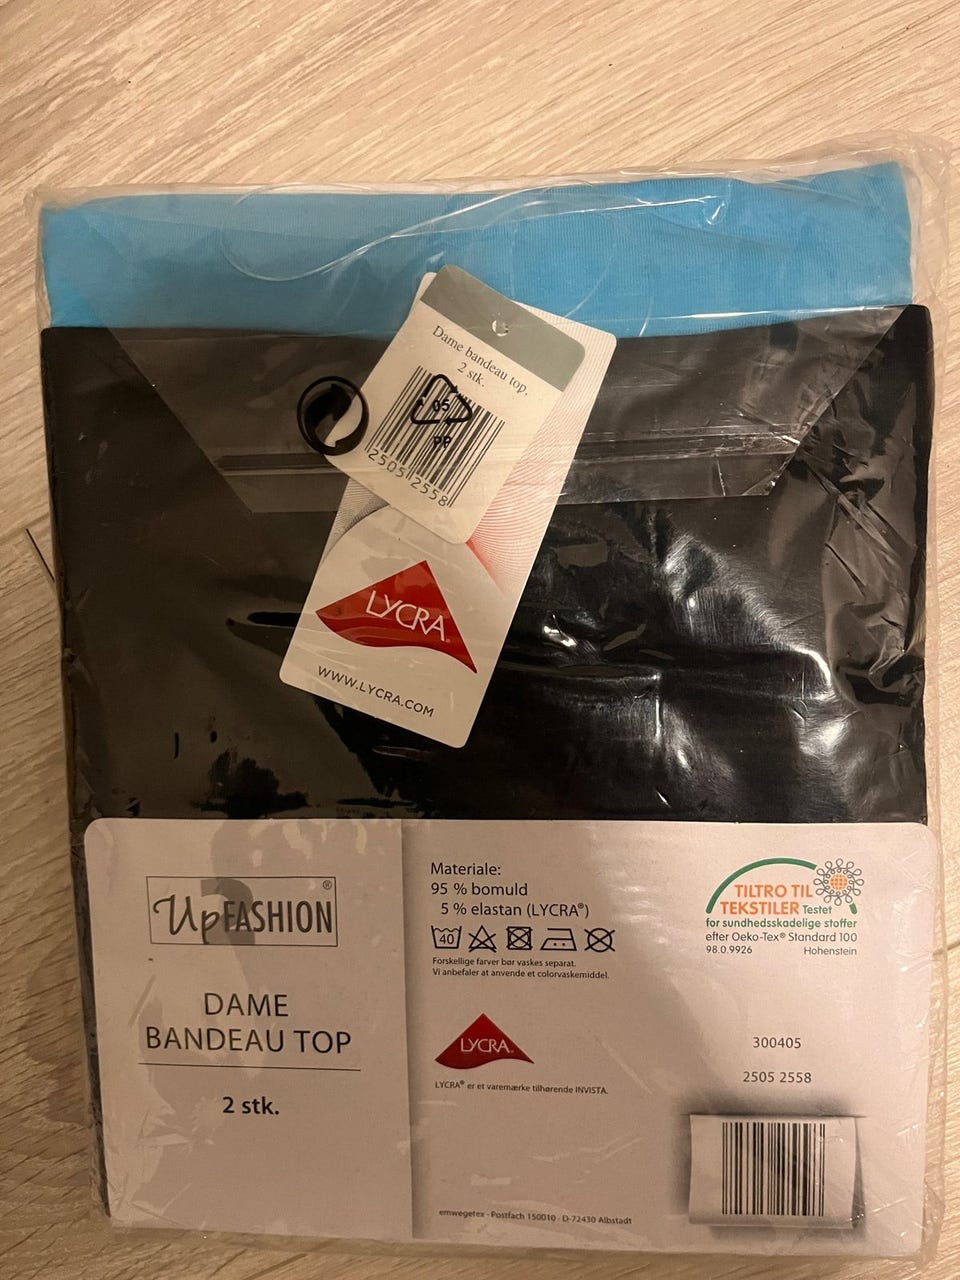 Dame bandeau top,
2 stk.
2505 2558
05
PP
LYCRA®
WWW.LYCRA.COM
Up FASHION®
DAME
BANDEAU TOP
2 stk.
Materiale:
95 % bomuld
5 % elastan (LYCRA®)
40
Forskellige farver bør vaskes separat.
Vi anbefaler at anvende et colorvaskemiddel.
LYCRA®
LYCRA® er et varemærke tilhørende INVISTA.
emwegetex · Postfach 150010 · D-72430 Albstadt
TILTRO TIL
TEKSTILER Testet
for sundhedsskadelige stoffer
efter Oeko-Tex® Standard 100
98.0.9926 Hohenstein
300405
2505 2558